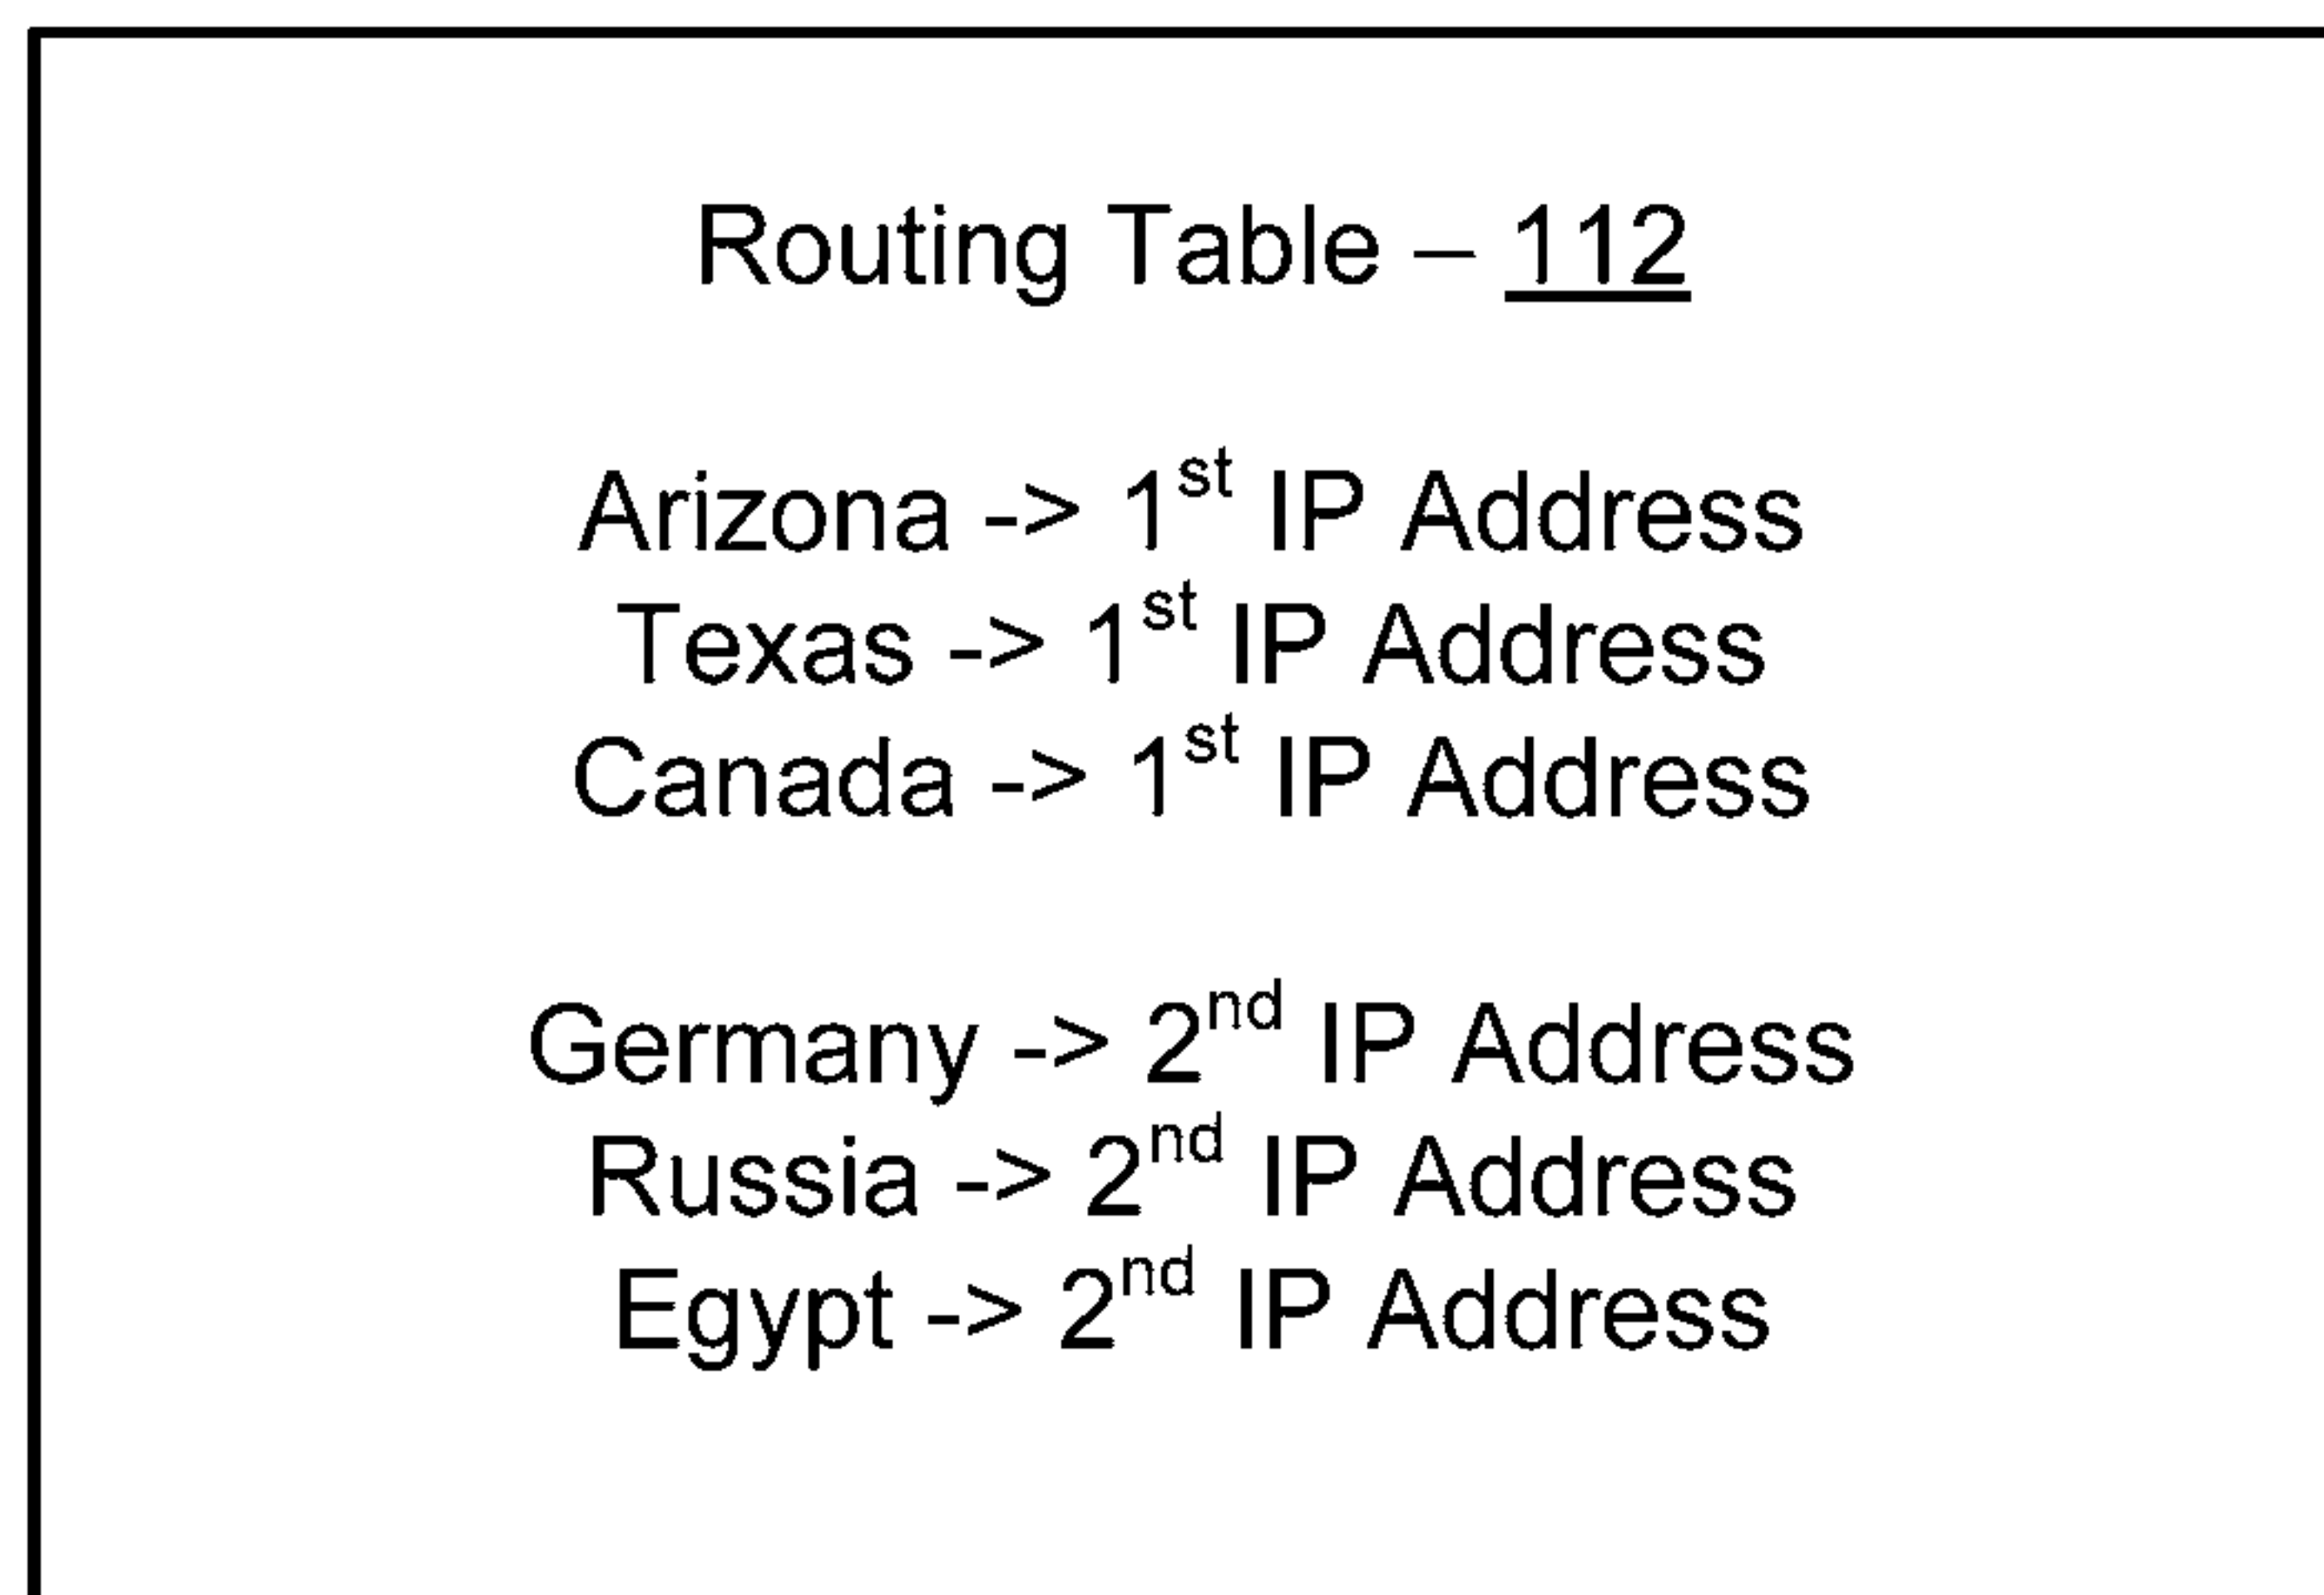 Routing Table – 112
Arizona -> 1st IP Address
Texas -> 1st IP Address
Canada -> 1st IP Address
Germany -> 2nd IP Address
Russia -> 2nd IP Address
Egypt -> 2nd IP Address